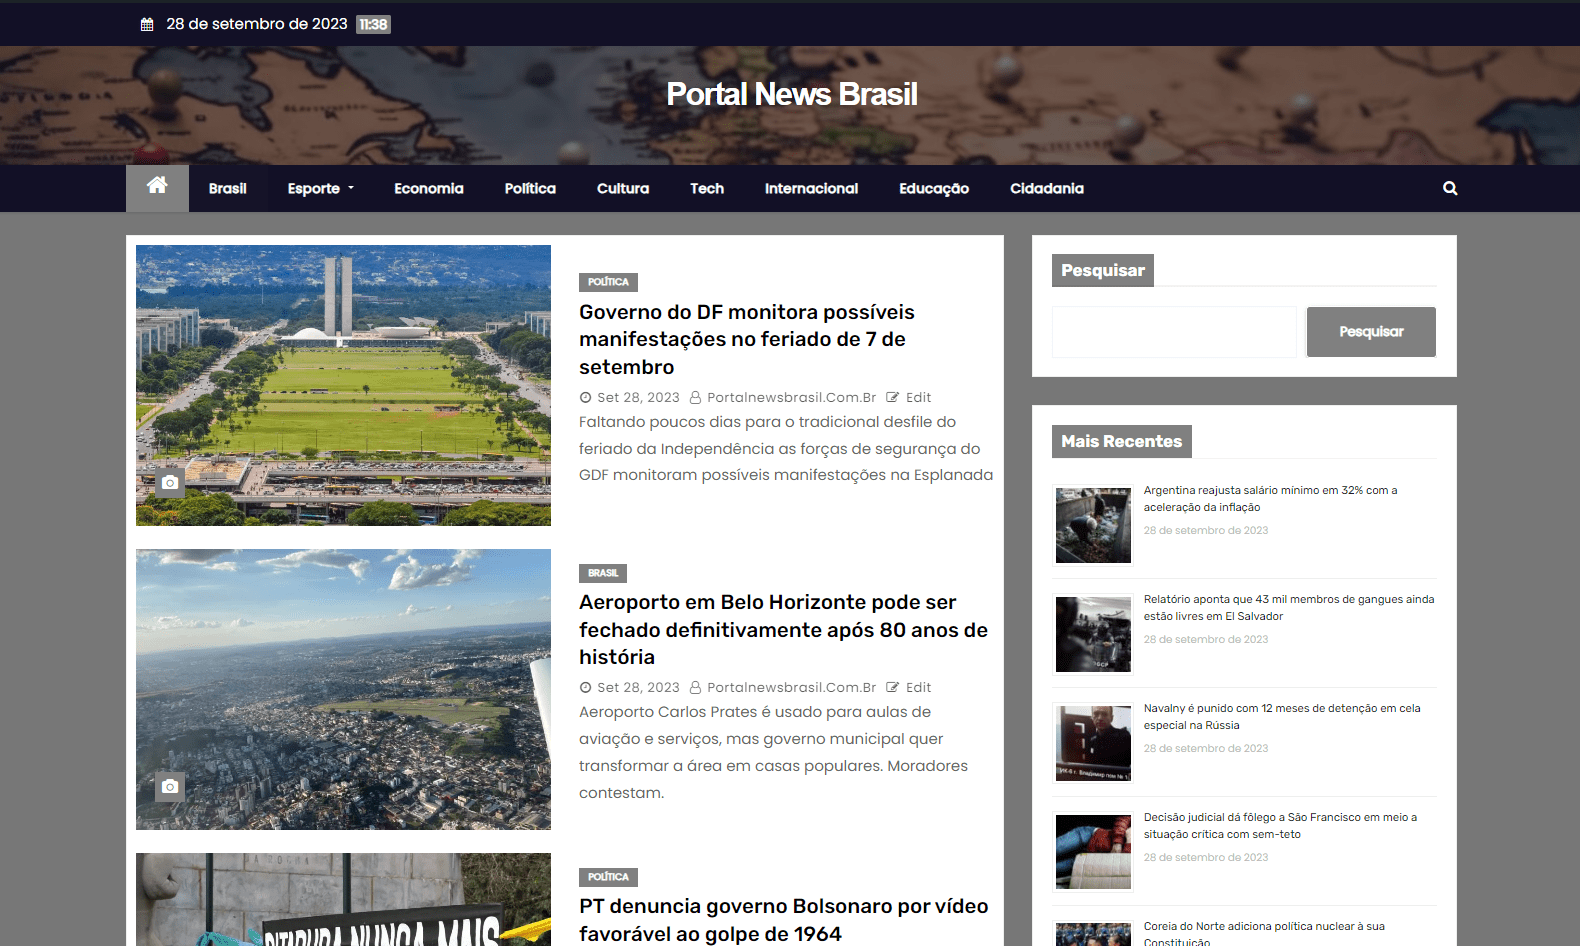 28 de setembro de 2023 11:38
Portal News Brasil
Brasil Esporte Economia Política Cultura Tech Internacional Educação Cidadania
POLÍTICA
Governo do DF monitora possíveis
manifestações no feriado de 7 de
setembro
Set 28, 2023 Portalnewsbrasil.Com.Br Edit
Faltando poucos dias para o tradicional desfile do
feriado da Independência as forças de segurança do
GDF monitoram possíveis manifestações na Esplanada
BRASIL
Aeroporto em Belo Horizonte pode ser
fechado definitivamente após 80 anos de
história
Set 28, 2023 Portalnewsbrasil.Com.Br Edit
Aeroporto Carlos Prates é usado para aulas de
aviação e serviços, mas governo municipal quer
transformar a área em casas populares. Moradores
contestam.
DITADURA NUNCA MAIS
POLÍTICA
PT denuncia governo Bolsonaro por vídeo
favorável ao golpe de 1964
Pesquisar
Pesquisar
Mais Recentes
Argentina reajusta salário mínimo em 32% com a
aceleração da inflação
28 de setembro de 2023
Relatório aponta que 43 mil membros de gangues ainda
estão livres em El Salvador
28 de setembro de 2023
Navalny é punido com 12 meses de detenção em cela
especial na Rússia
28 de setembro de 2023
Decisão judicial dá fôlego a São Francisco em meio a
situação crítica com sem-teto
28 de setembro de 2023
Coreia do Norte adiciona política nuclear à sua
Constituição